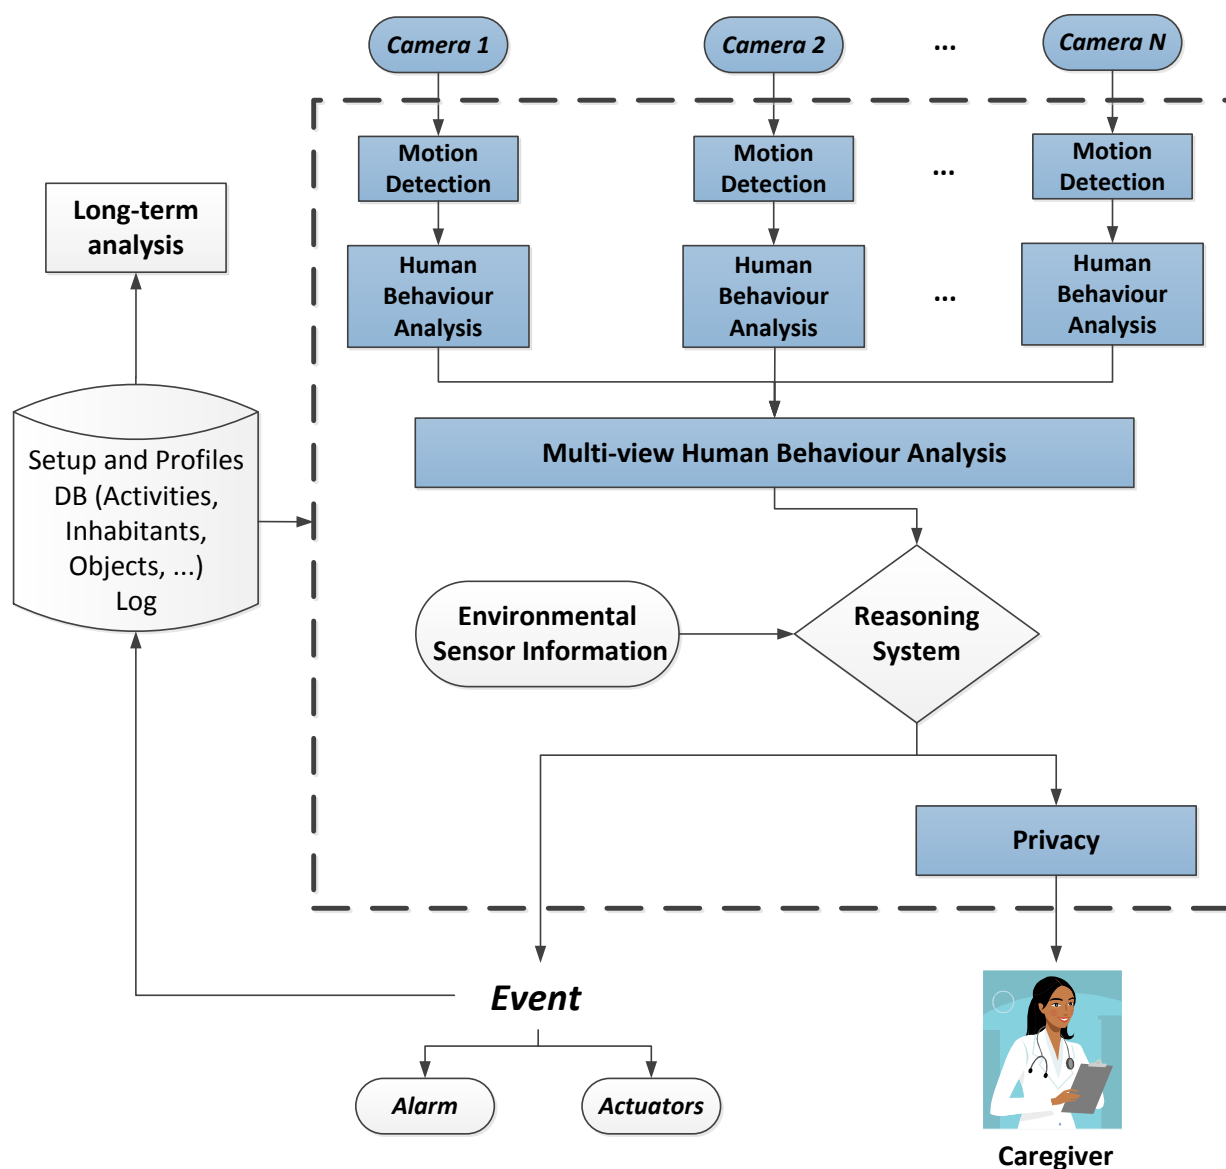 Camera 1
Camera 2
...
Camera N
Motion
Detection
Motion
Detection
...
Motion
Detection
Long-term
analysis
Human
Behaviour
Analysis
Human
Behaviour
Analysis
...
Human
Behaviour
Analysis
Multi-view Human Behaviour Analysis
Setup and Profiles
DB (Activities,
Inhabitants,
Objects, ...)
Log
Environmental
Sensor Information
Reasoning
System
Privacy
Event
Alarm
Actuators
Caregiver